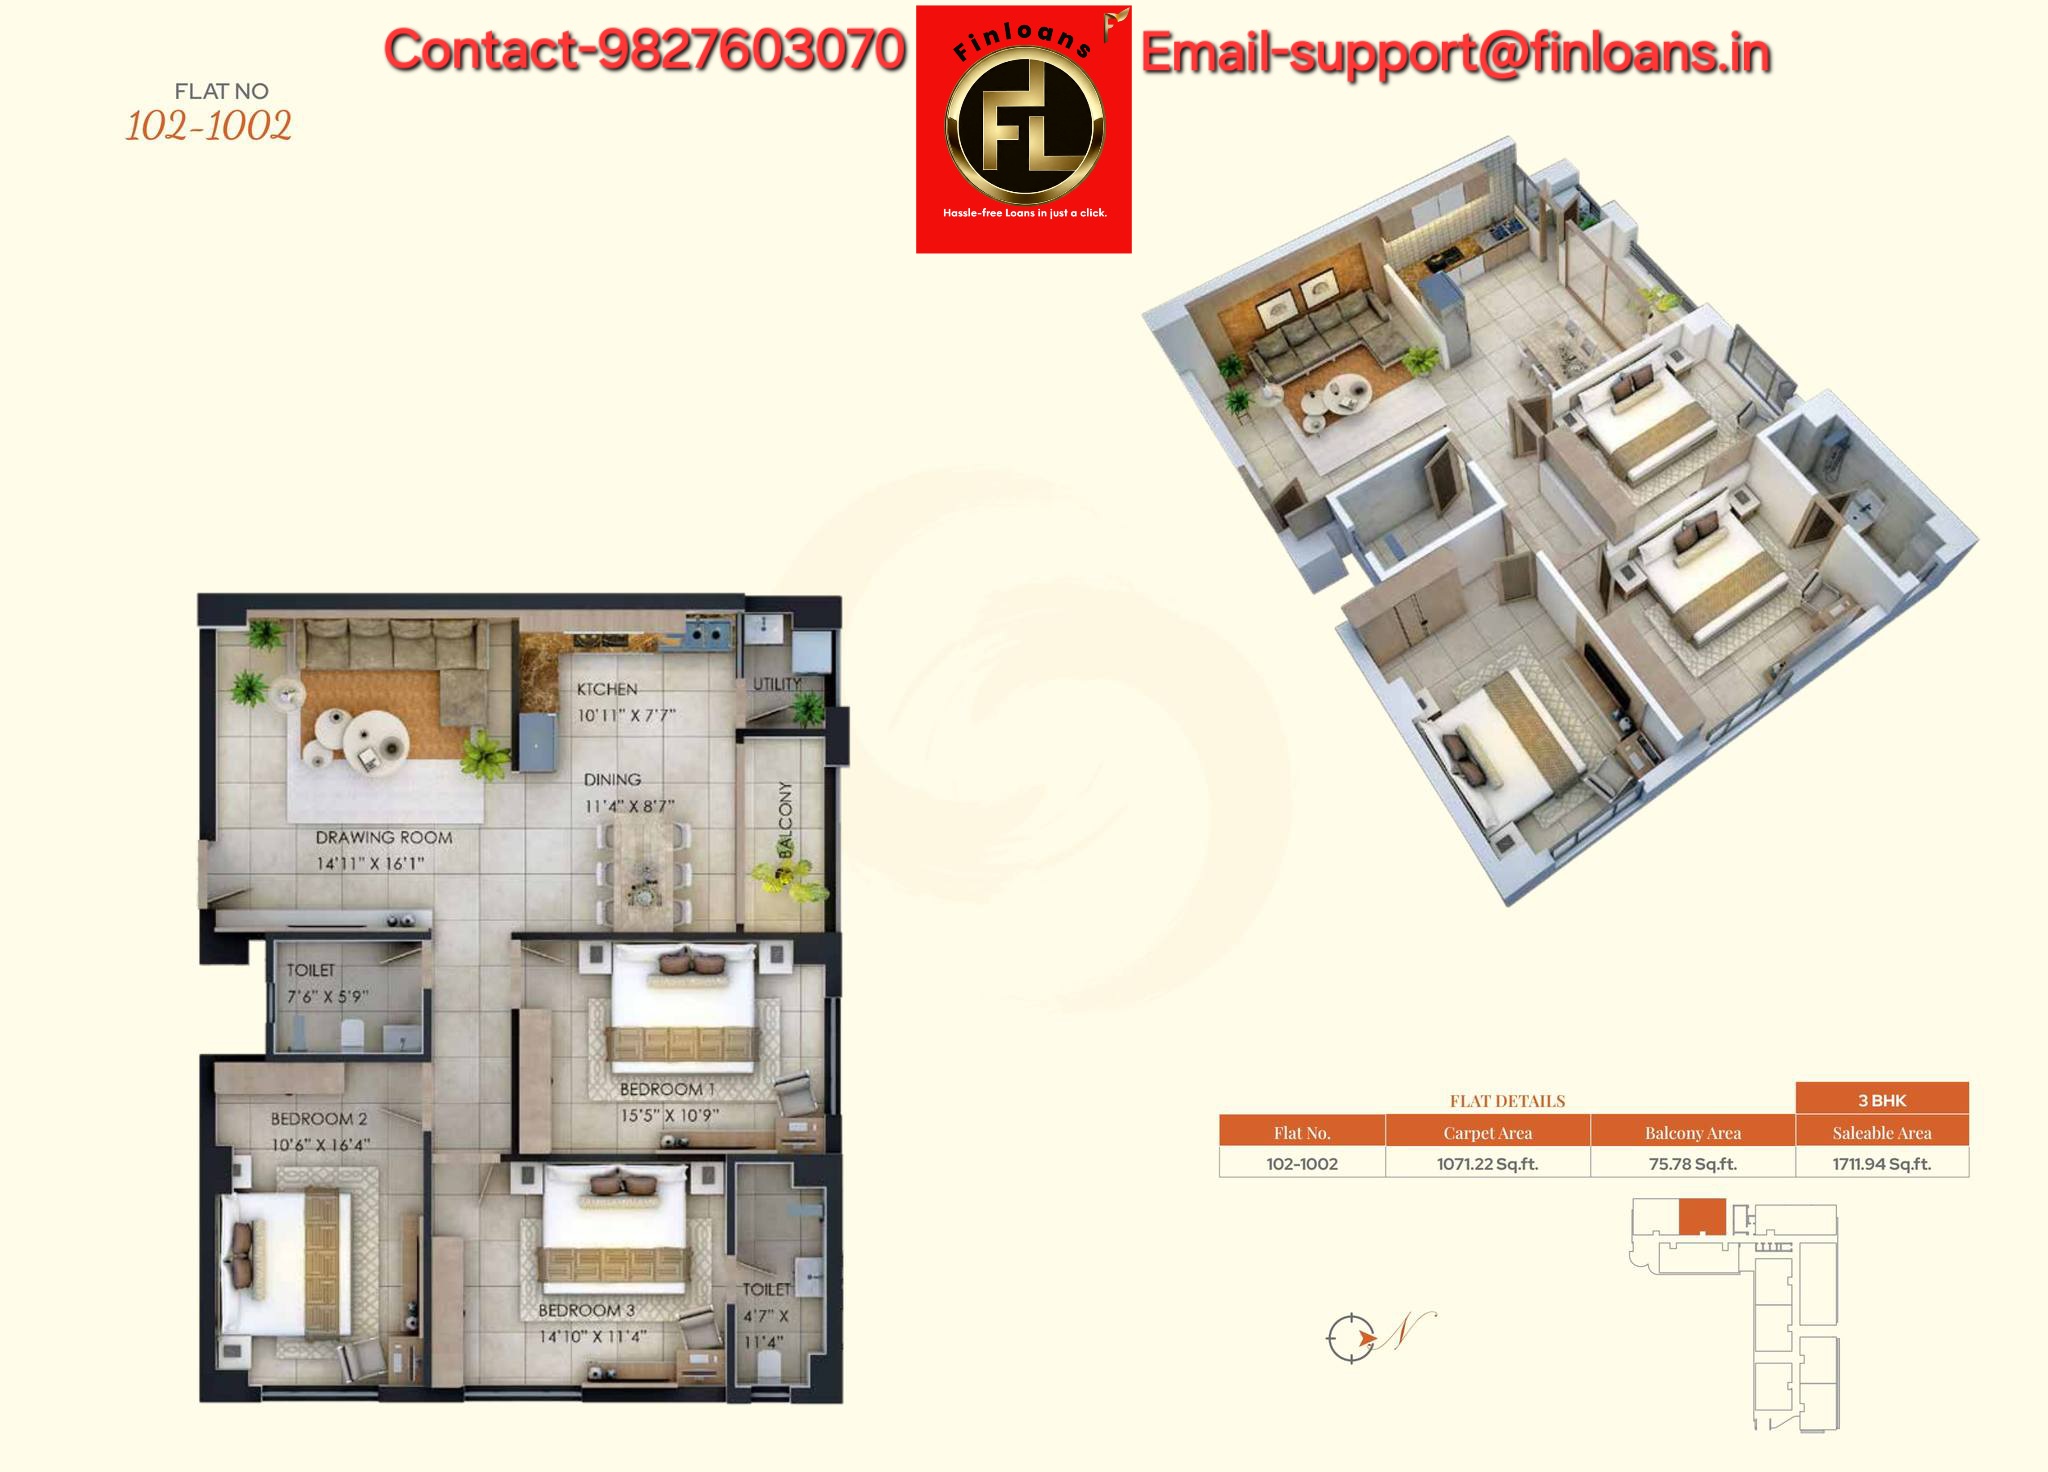 Contact-9827603070
Finloans
F
FL
Hassle-free Loans in just a click.
Email-support@finloans.in
FLAT NO
102-1002
KTCHEN
10'11" X 7'7"
UTILITY
DINING
11'4" X 8'7"
BALCONY
DRAWING ROOM
14'11" X 16'1"
TOILET
7'6" X 5'9"
BEDROOM 1
15'5" X 10'9"
BEDROOM 2
10'6" X 16'4"
BEDROOM 3
14'10" X 11'4"
TOILET
4'7" X
11'4"
FLAT DETAILS 3 BHK
Flat No. Carpet Area Balcony Area Saleable Area
102-1002 1071.22 Sq.ft. 75.78 Sq.ft. 1711.94 Sq.ft.
N